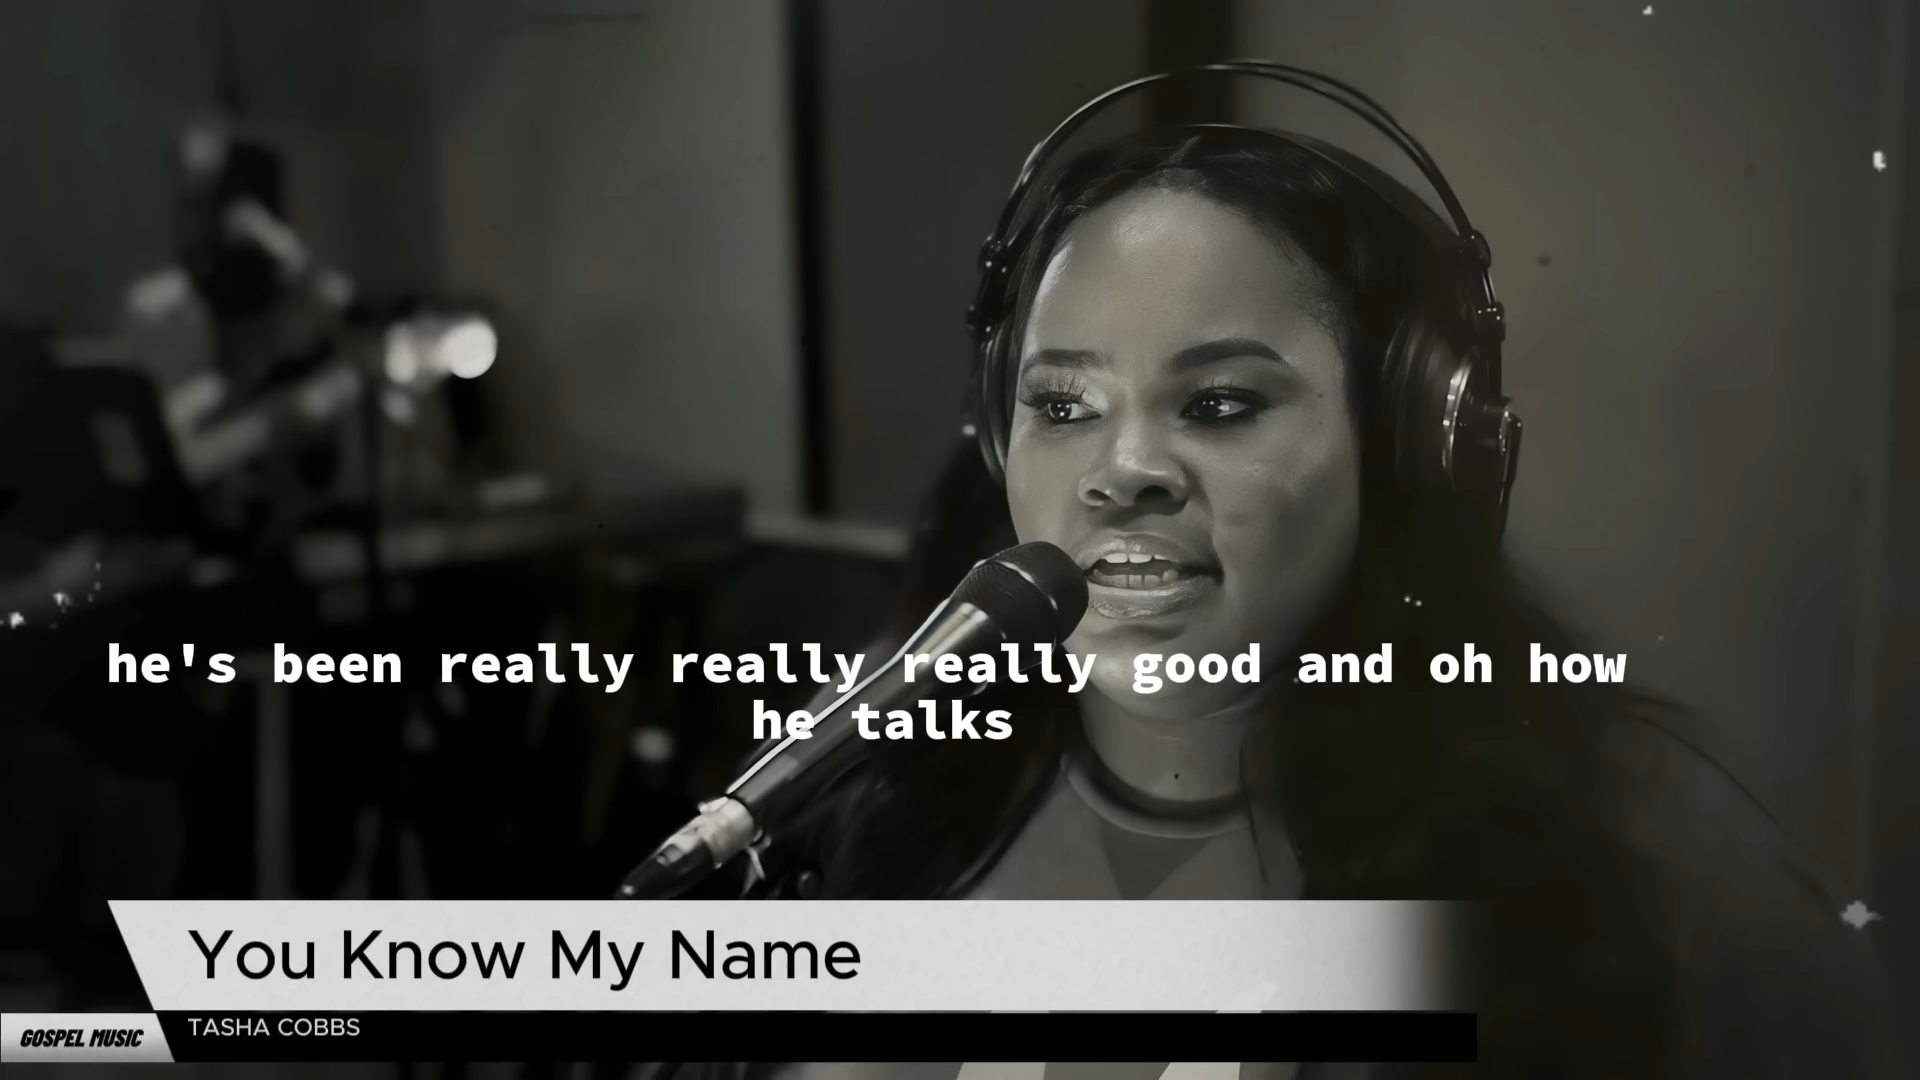 he's been really really really good and oh how
he talks
You Know My Name
GOSPEL MUSIC
TASHA COBBS